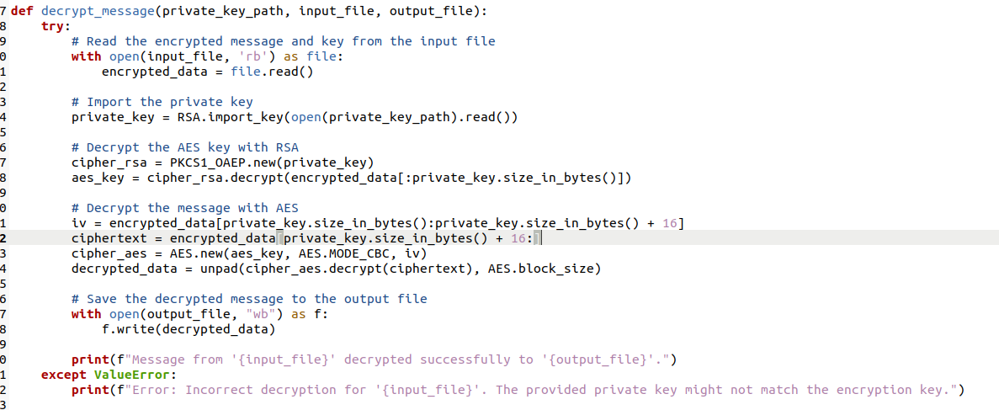 7 def decrypt_message(private_key_path, input_file, output_file):
8     try:
9         # Read the encrypted message and key from the input file
0         with open(input_file, 'rb') as file:
1             encrypted_data = file.read()
2
3         # Import the private key
4         private_key = RSA.import_key(open(private_key_path).read())
5
6         # Decrypt the AES key with RSA
7         cipher_rsa = PKCS1_OAEP.new(private_key)
8         aes_key = cipher_rsa.decrypt(encrypted_data[:private_key.size_in_bytes()])
9
0         # Decrypt the message with AES
1         iv = encrypted_data[private_key.size_in_bytes():private_key.size_in_bytes() + 16]
2         ciphertext = encrypted_data[private_key.size_in_bytes() + 16:]
3         cipher_aes = AES.new(aes_key, AES.MODE_CBC, iv)
4         decrypted_data = unpad(cipher_aes.decrypt(ciphertext), AES.block_size)
5
6         # Save the decrypted message to the output file
7         with open(output_file, "wb") as f:
8             f.write(decrypted_data)
9
0         print(f"Message from '{input_file}' decrypted successfully to '{output_file}'.")
1     except ValueError:
2         print(f"Error: Incorrect decryption for '{input_file}'. The provided private key might not match the encryption key.")
3